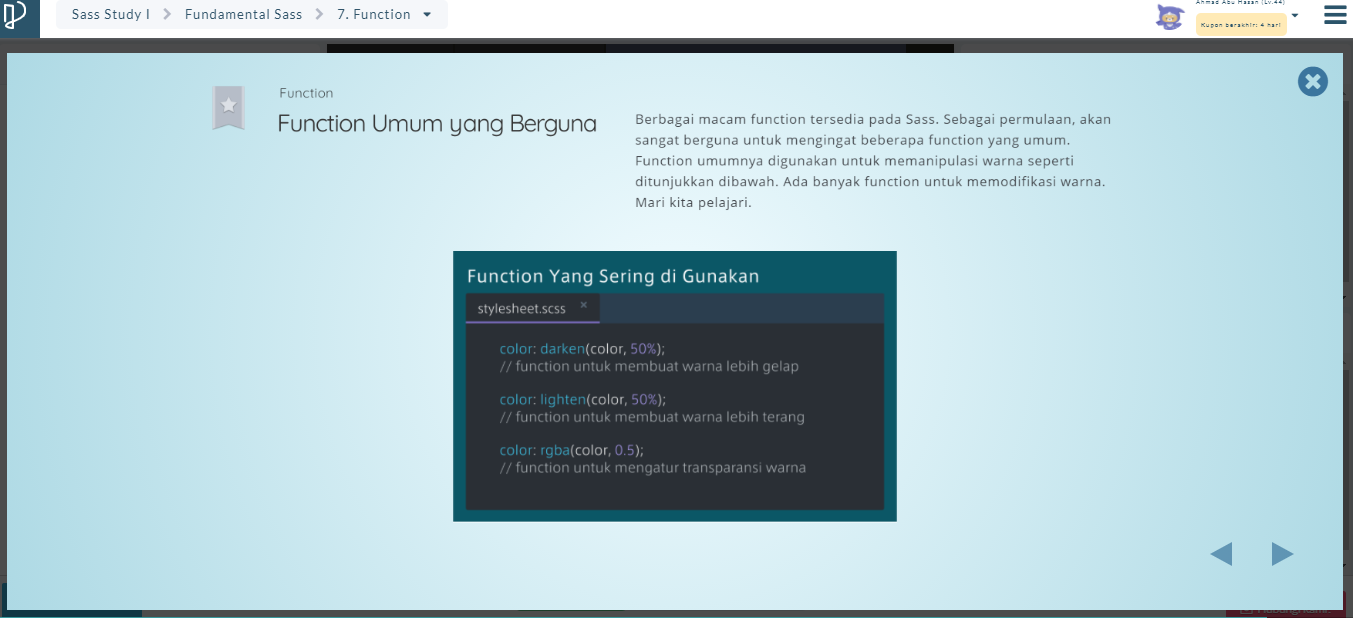 Sass Study I
Fundamental Sass
7. Function
Ahmad Abu Hasan (Lv.44)
Kupon berakhir: 4 hari
Function
Function Umum yang Berguna
Berbagai macam function tersedia pada Sass. Sebagai permulaan, akan
sangat berguna untuk mengingat beberapa function yang umum.
Function umumnya digunakan untuk memanipulasi warna seperti
ditunjukkan dibawah. Ada banyak function untuk memodifikasi warna.
Mari kita pelajari.
Function Yang Sering di Gunakan
stylesheet.scss
color: darken(color, 50%);
// function untuk membuat warna lebih gelap
color: lighten(color, 50%);
// function untuk membuat warna lebih terang
color: rgba(color, 0.5);
// function untuk mengatur transparansi warna